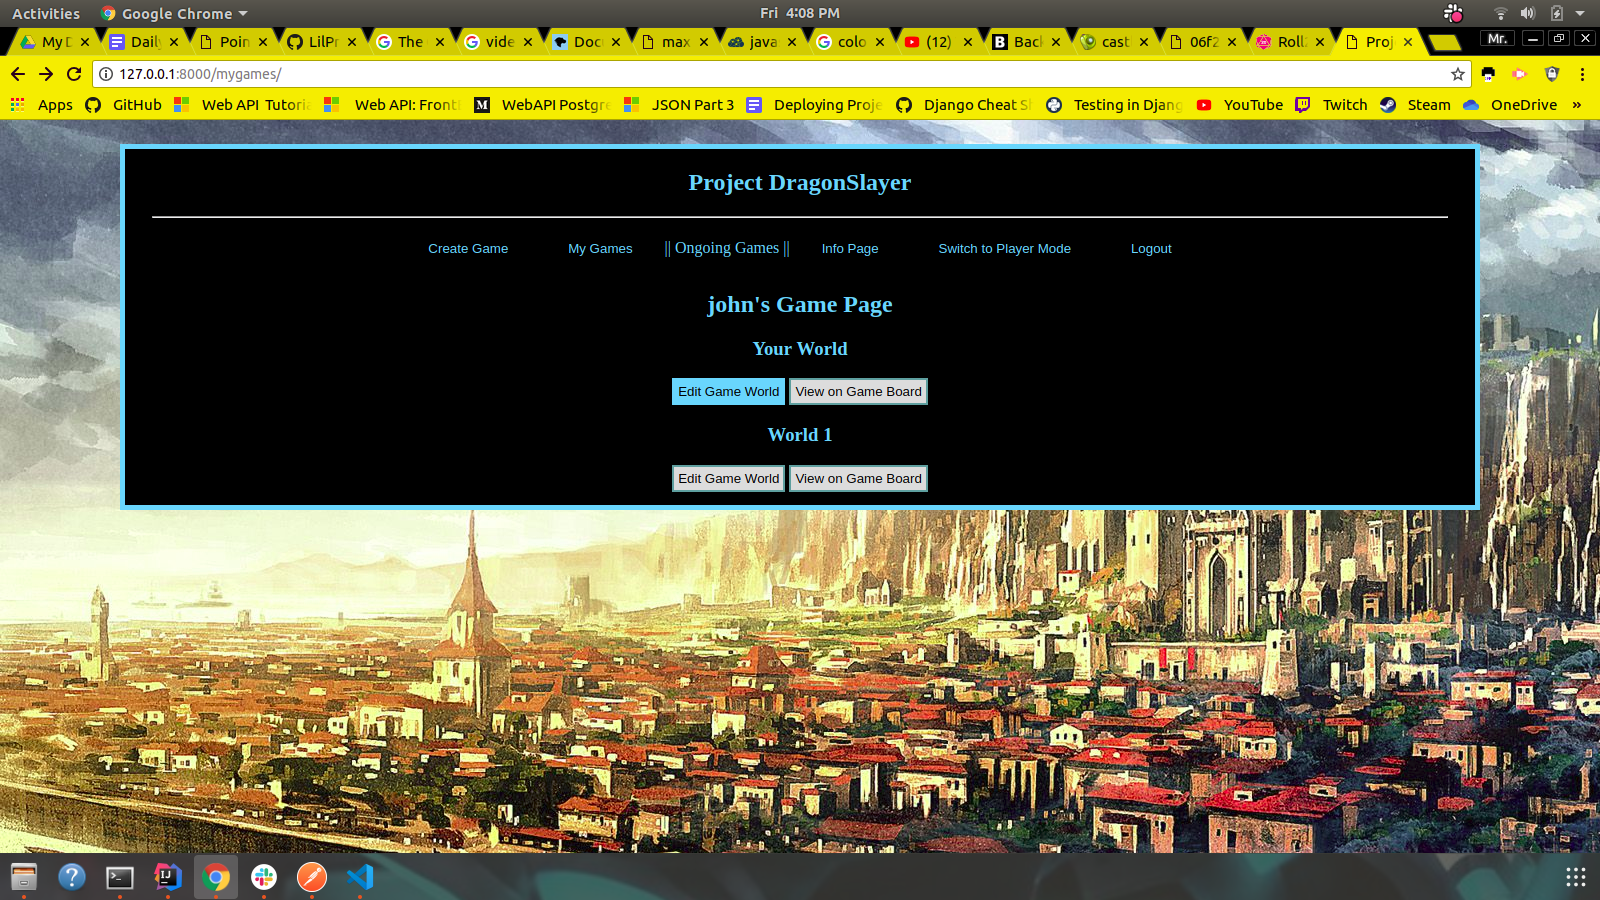 Activities Google Chrome Fri 4:08 PM
My D Daily Poin LilPr The vide Doc max java colo (12) Back cast 06f2 Roll Proj Mr.
127.0.0.1:8000/mygames/
Apps GitHub Web API Tutoria Web API: Front WebAPI Postgre JSON Part 3 Deploying Proje Django Cheat S Testing in Djang YouTube Twitch Steam OneDrive »
Project DragonSlayer
Create Game My Games || Ongoing Games || Info Page Switch to Player Mode Logout
john's Game Page
Your World
Edit Game World View on Game Board
World 1
Edit Game World View on Game Board